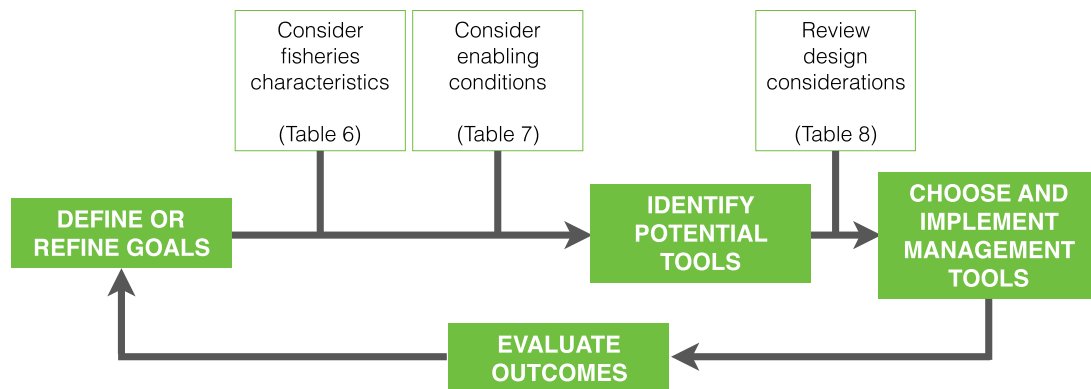 Consider
fisheries
characteristics
(Table 6)
Consider
enabling
conditions
(Table 7)
Review
design
considerations
(Table 8)
DEFINE OR
REFINE GOALS
IDENTIFY
POTENTIAL
TOOLS
CHOOSE AND
IMPLEMENT
MANAGEMENT
TOOLS
EVALUATE
OUTCOMES